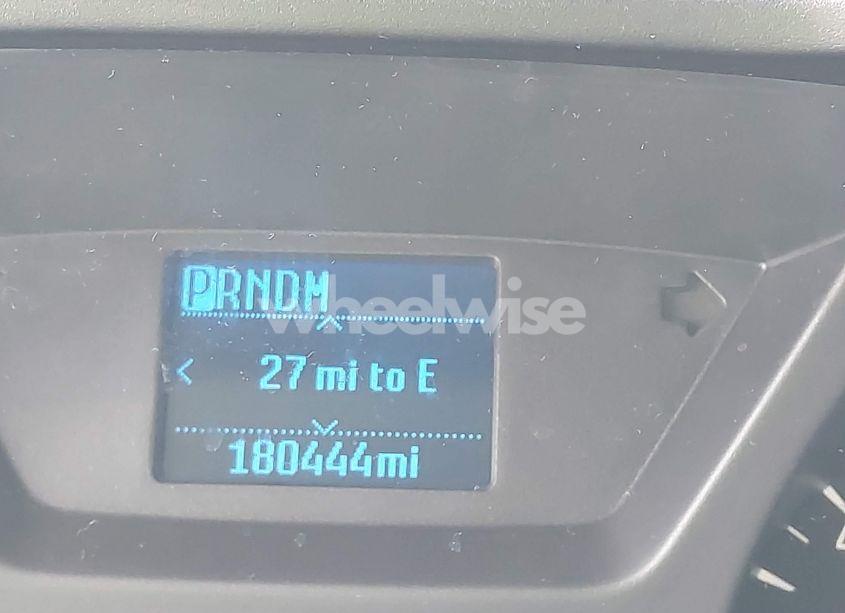 PRNDM
wheelwise
27 mi to E
180444mi